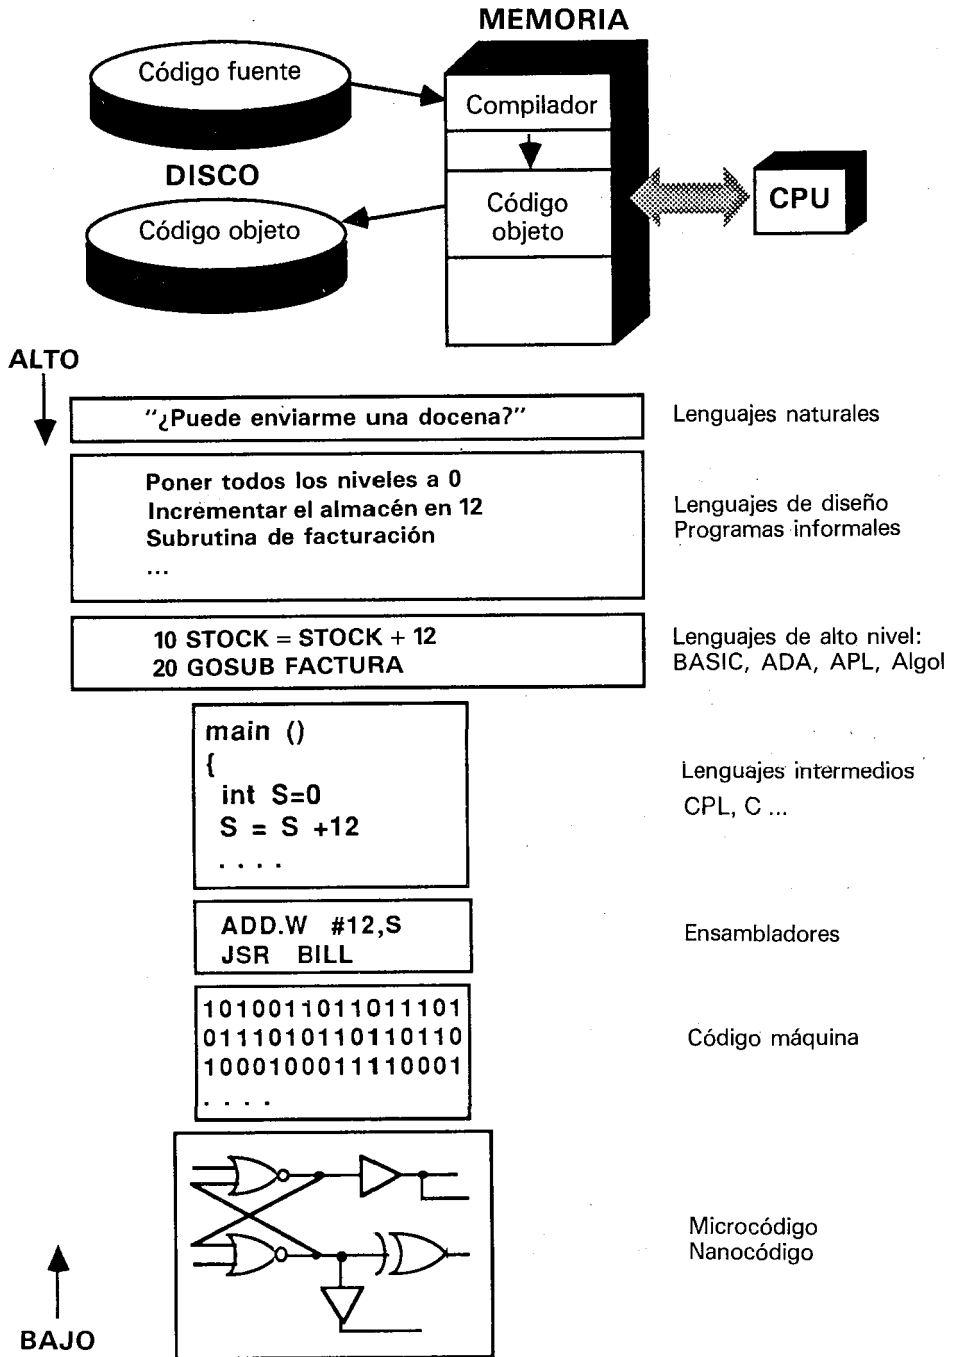 MEMORIA
Código fuente
Compilador
DISCO
CPU
Código
objeto
Código objeto
ALTO
"¿Puede enviarme una docena?"
Lenguajes naturales
Poner todos los niveles a 0
Incrementar el almacén en 12
Subrutina de facturación
...
Lenguajes de diseño
Programas informales
10 STOCK = STOCK + 12
20 GOSUB FACTURA
Lenguajes de alto nivel:
BASIC, ADA, APL, Algol
main ()
{
int S=0
S = S +12
. . . .
Lenguajes intermedios
CPL, C ...
ADD.W #12,S
JSR BILL
Ensambladores
1010011011011101
0111010110110110
1000100011110001
. . . .
Código máquina
Microcódigo
Nanocódigo
BAJO